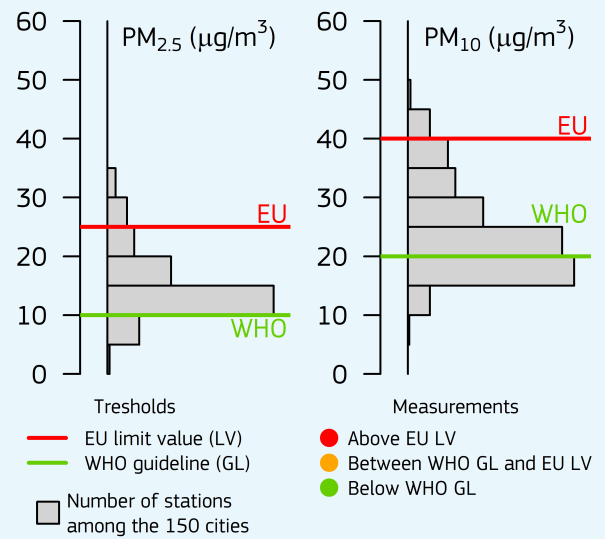 PM2.5 (µg/m³)
60
50
40
30
20
10
0
EU
WHO
PM10 (µg/m³)
60
50
40
30
20
10
0
EU
WHO
Tresholds
EU limit value (LV)
WHO guideline (GL)
Number of stations
among the 150 cities
Measurements
Above EU LV
Between WHO GL and EU LV
Below WHO GL